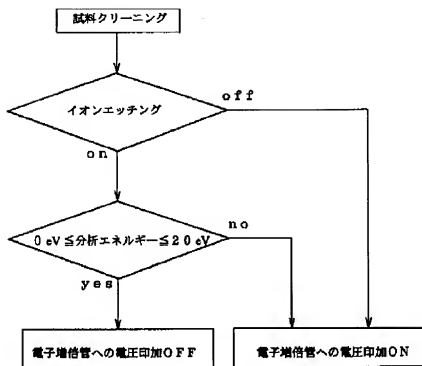 試料クリーニング
イオンエッチング
off
on
0 eV≦分析エネルギー≦20 eV
no
yes
電子増倍管への電圧印加OFF
電子増倍管への電圧印加ON